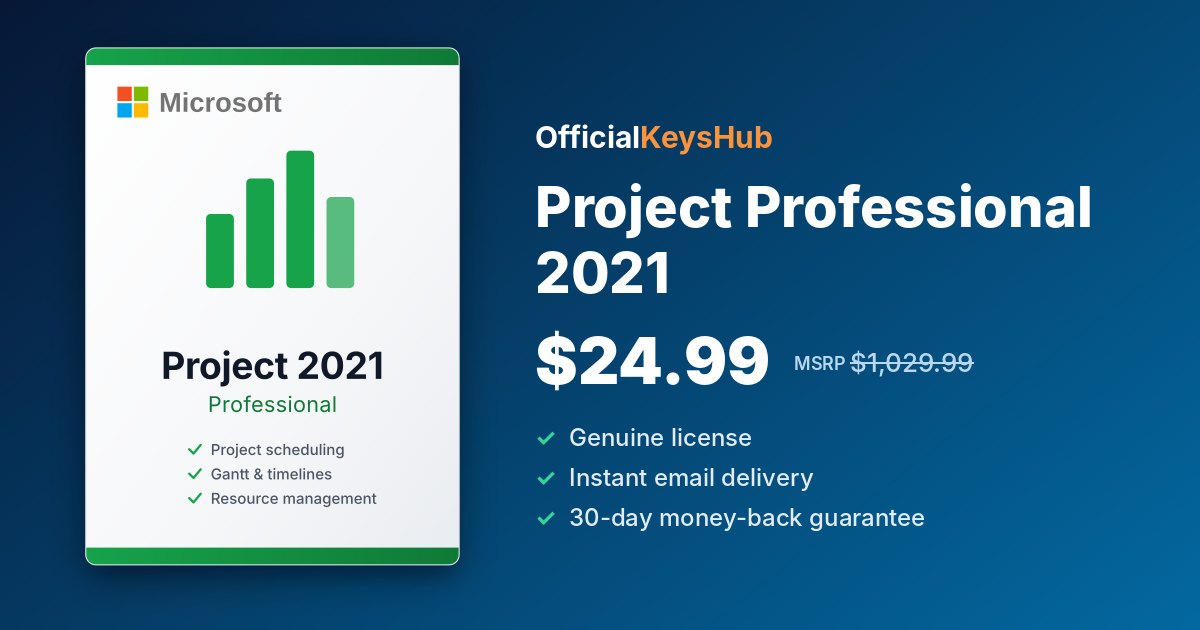 Microsoft
Project 2021
Professional
Project scheduling
Gantt & timelines
Resource management
OfficialKeysHub
Project Professional
2021
$24.99 MSRP $1,029.99
Genuine license
Instant email delivery
30-day money-back guarantee